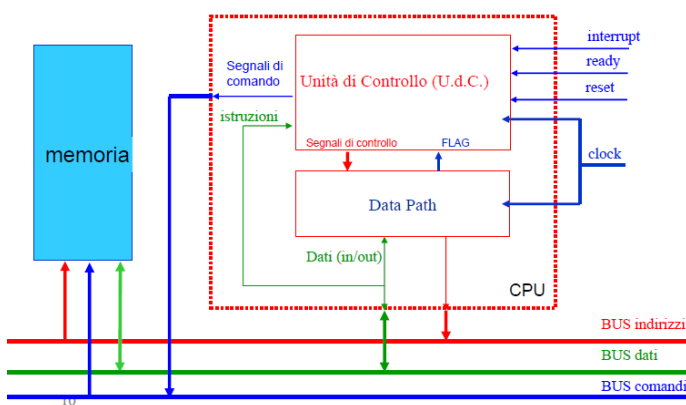 interrupt
Segnali di
comando
Unità di Controllo (U.d.C.)
ready
reset
istruzioni
memoria
Segnali di controllo
FLAG
clock
Data Path
Dati (in/out)
CPU
BUS indirizzi
BUS dati
BUS comandi